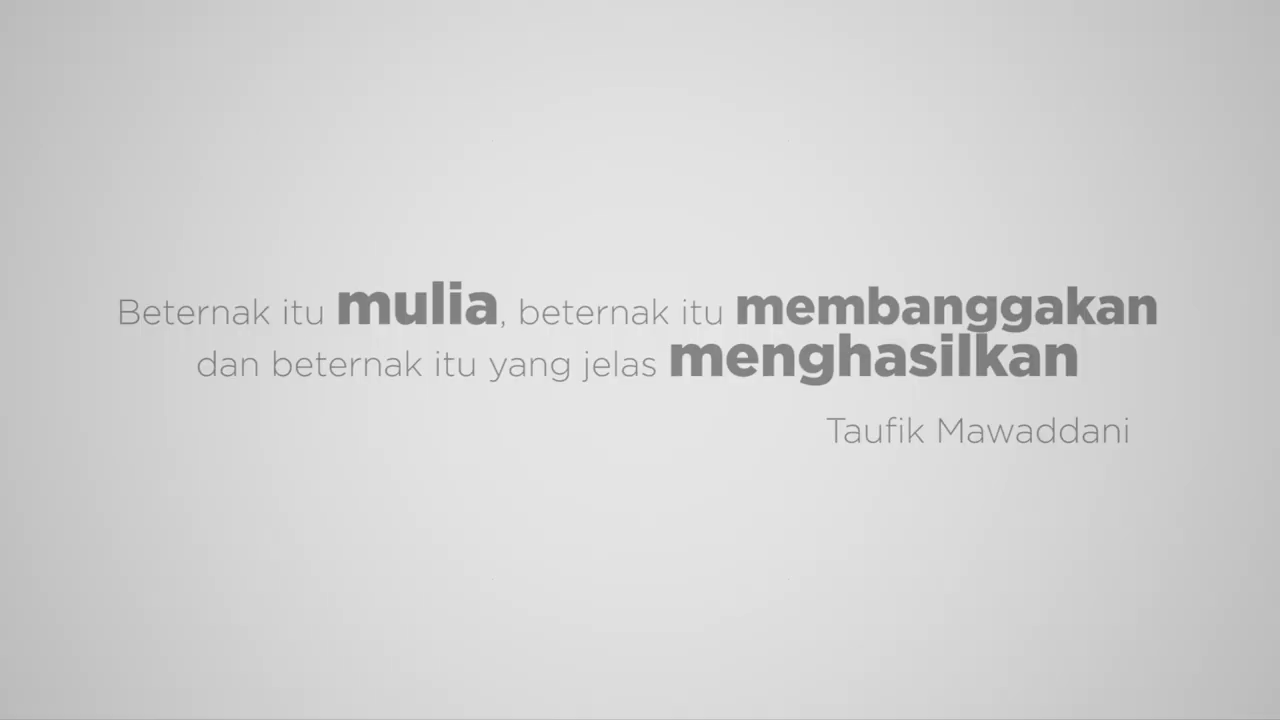 Beternak itu mulia, beternak itu membanggakan
dan beternak itu yang jelas menghasilkan
Taufik Mawaddani